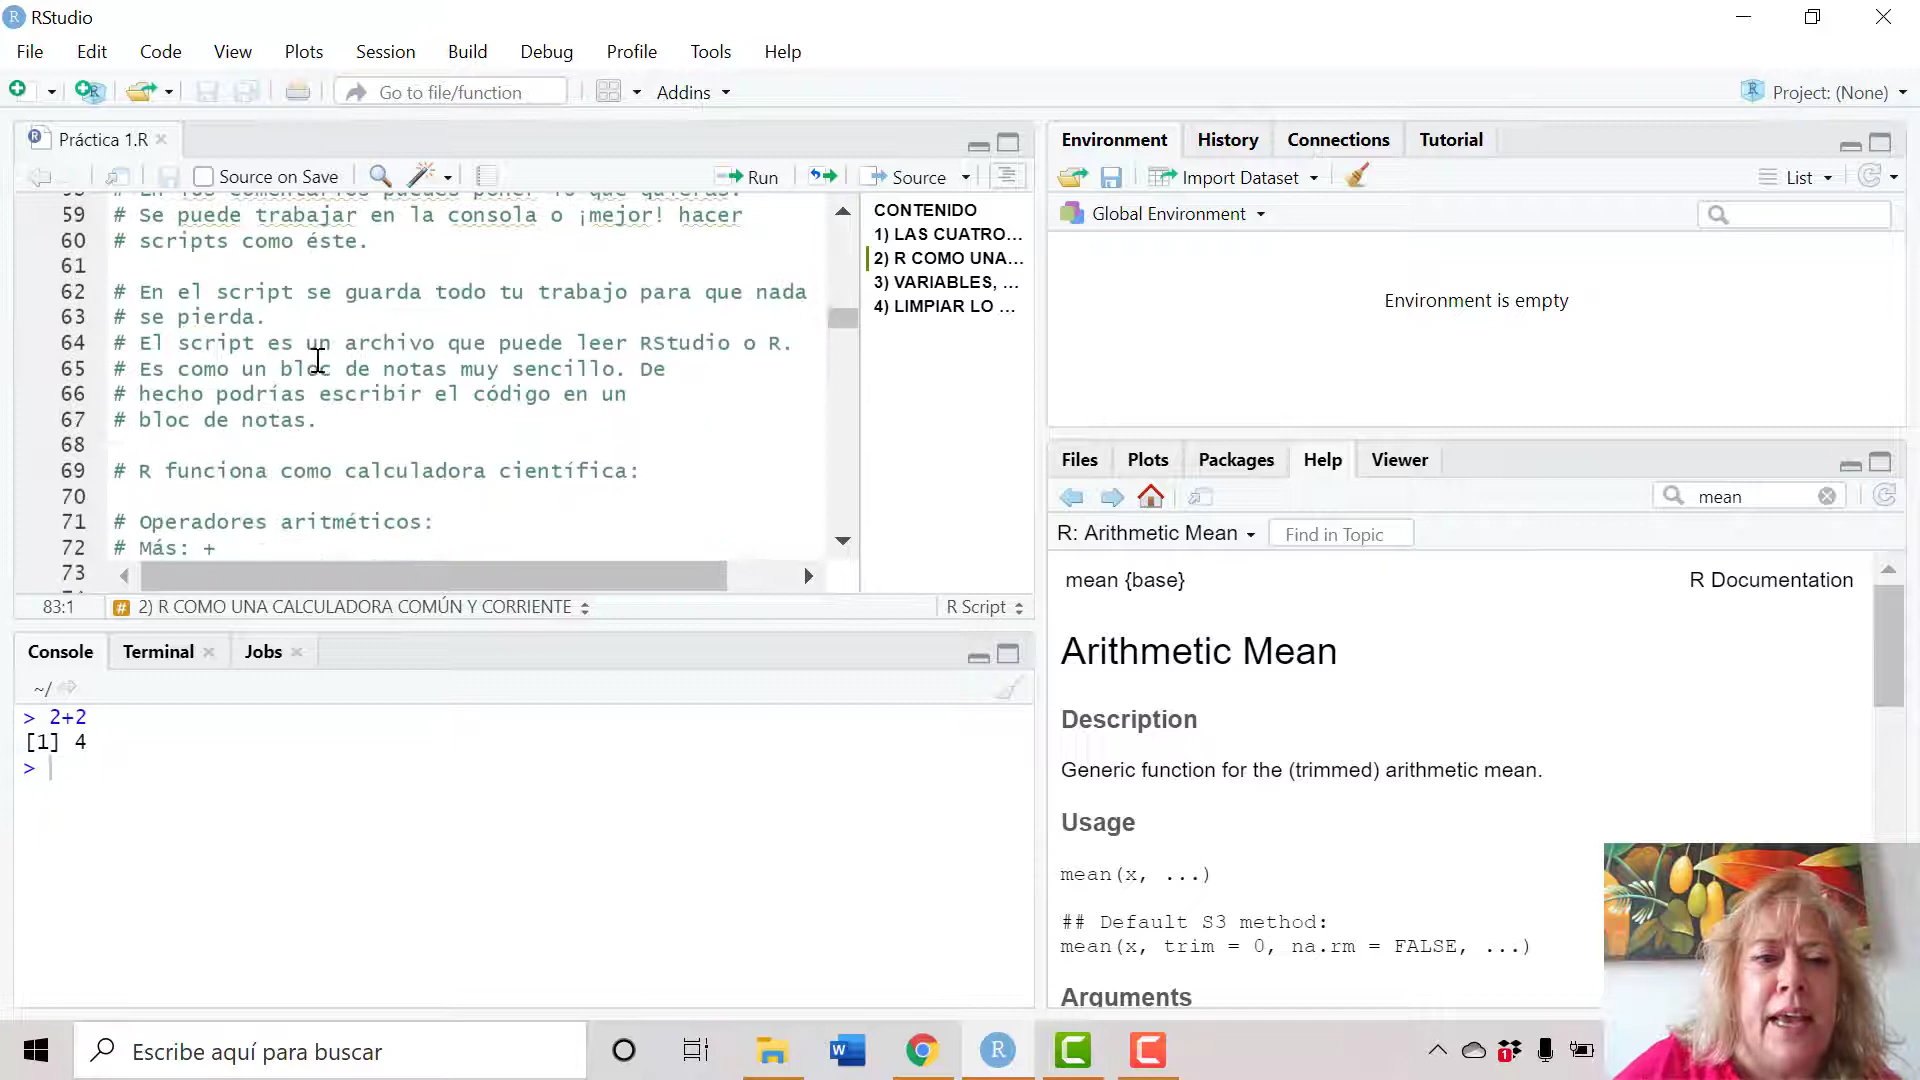 RStudio
File Edit Code View Plots Session Build Debug Profile Tools Help
Go to file/function Addins Project: (None)
Práctica 1.R
Source on Save Run Source
59 # Se puede trabajar en la consola o ¡mejor! hacer
60 # scripts como éste.
61
62 # En el script se guarda todo tu trabajo para que nada
63 # se pierda.
64 # El script es un archivo que puede leer RStudio o R.
65 # Es como un bloc de notas muy sencillo. De
66 # hecho podrías escribir el código en un
67 # bloc de notas.
68
69 # R funciona como calculadora científica:
70
71 # Operadores aritméticos:
72 # Más: +
73
CONTENIDO
1) LAS CUATRO...
2) R COMO UNA...
3) VARIABLES, ...
4) LIMPIAR LO ...
83:1 # 2) R COMO UNA CALCULADORA COMÚN Y CORRIENTE R Script
Console Terminal Jobs
~/
> 2+2
[1] 4
>
Environment History Connections Tutorial
Import Dataset List
Global Environment
Environment is empty
Files Plots Packages Help Viewer
mean
R: Arithmetic Mean Find in Topic
mean {base} R Documentation
Arithmetic Mean
Description
Generic function for the (trimmed) arithmetic mean.
Usage
mean(x, ...)
## Default S3 method:
mean(x, trim = 0, na.rm = FALSE, ...)
Arguments
Escribe aquí para buscar